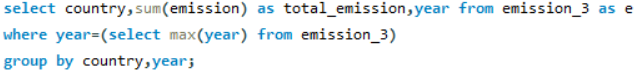 select country,sum(emission) as total_emission,year from emission_3 as e
where year=(select max(year) from emission_3)
group by country,year;